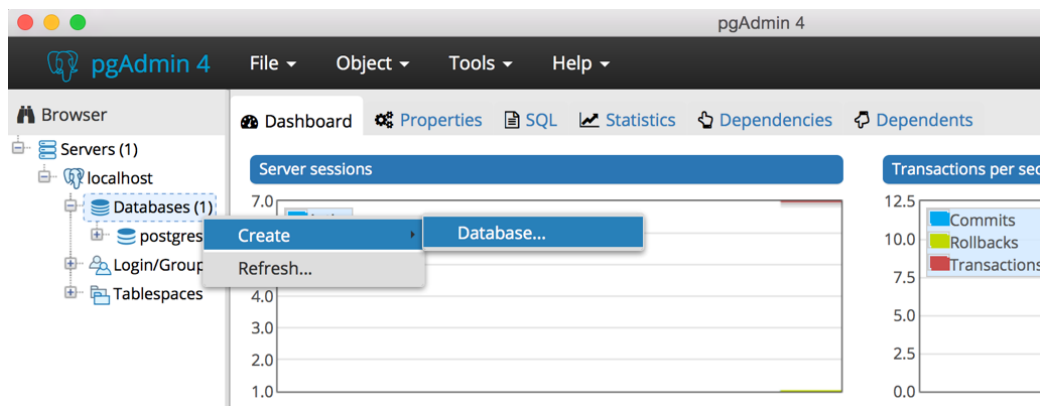 pgAdmin 4
pgAdmin 4
File
Object
Tools
Help
Browser
Servers (1)
localhost
Databases (1)
postgres
Login/Group
Tablespaces
Dashboard
Properties
SQL
Statistics
Dependencies
Dependents
Server sessions
7.0
4.0
3.0
2.0
1.0
Create
Database...
Refresh...
Transactions per sec
12.5
10.0
7.5
5.0
2.5
0.0
Commits
Rollbacks
Transactions